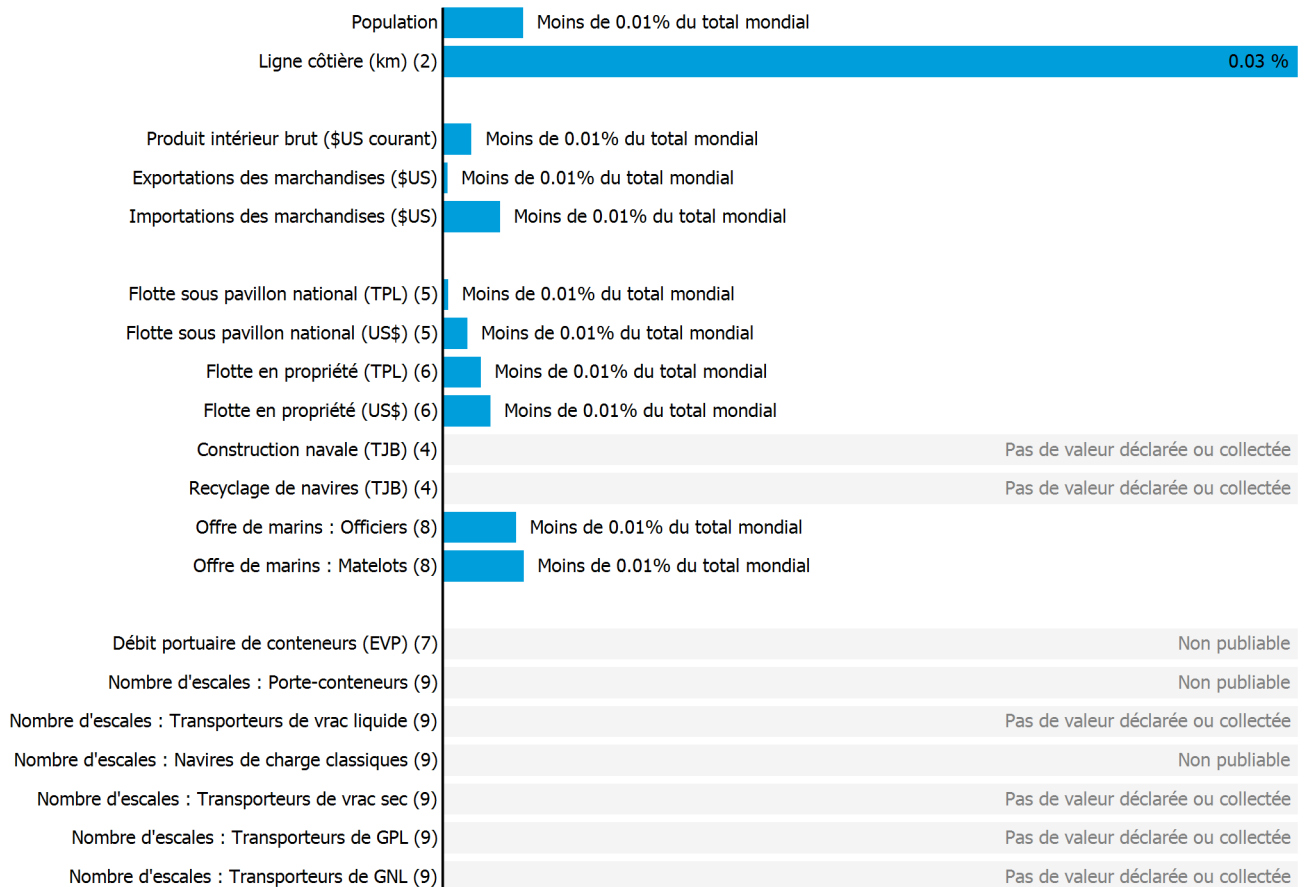 Population Moins de 0.01% du total mondial
Ligne côtière (km) (2) 0.03 %
Produit intérieur brut ($US courant) Moins de 0.01% du total mondial
Exportations des marchandises ($US) Moins de 0.01% du total mondial
Importations des marchandises ($US) Moins de 0.01% du total mondial
Flotte sous pavillon national (TPL) (5) Moins de 0.01% du total mondial
Flotte sous pavillon national (US$) (5) Moins de 0.01% du total mondial
Flotte en propriété (TPL) (6) Moins de 0.01% du total mondial
Flotte en propriété (US$) (6) Moins de 0.01% du total mondial
Construction navale (TJB) (4) Pas de valeur déclarée ou collectée
Recyclage de navires (TJB) (4) Pas de valeur déclarée ou collectée
Offre de marins : Officiers (8) Moins de 0.01% du total mondial
Offre de marins : Matelots (8) Moins de 0.01% du total mondial
Débit portuaire de conteneurs (EVP) (7) Non publiable
Nombre d'escales : Porte-conteneurs (9) Non publiable
Nombre d'escales : Transporteurs de vrac liquide (9) Pas de valeur déclarée ou collectée
Nombre d'escales : Navires de charge classiques (9) Non publiable
Nombre d'escales : Transporteurs de vrac sec (9) Pas de valeur déclarée ou collectée
Nombre d'escales : Transporteurs de GPL (9) Pas de valeur déclarée ou collectée
Nombre d'escales : Transporteurs de GNL (9) Pas de valeur déclarée ou collectée